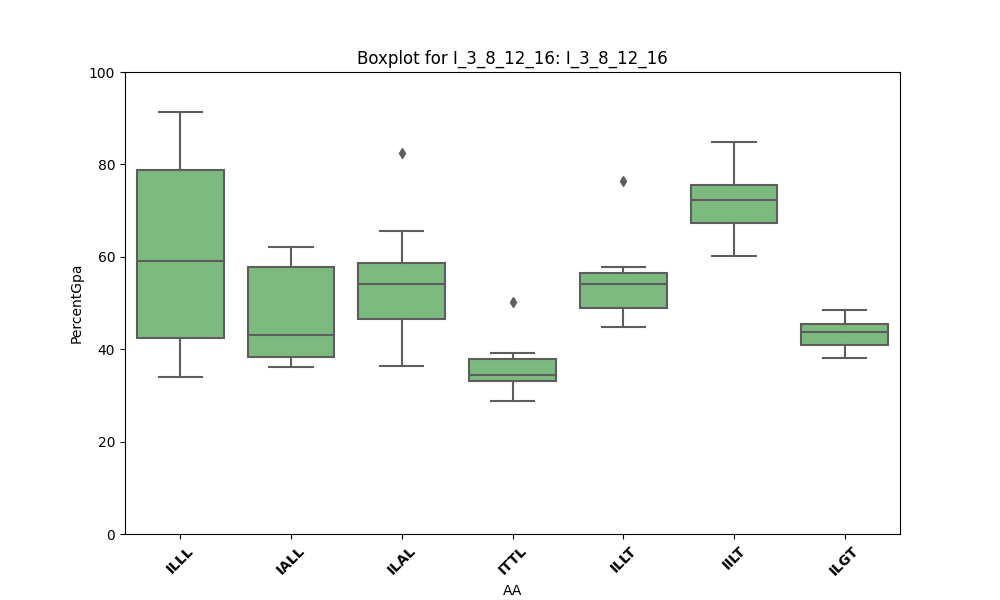 Boxplot for I_3_8_12_16: I_3_8_12_16
100
80
60
40
20
0
PercentGpa
ILLL
IALL
ILAL
ITTL
ILLT
IILT
ILGT
AA